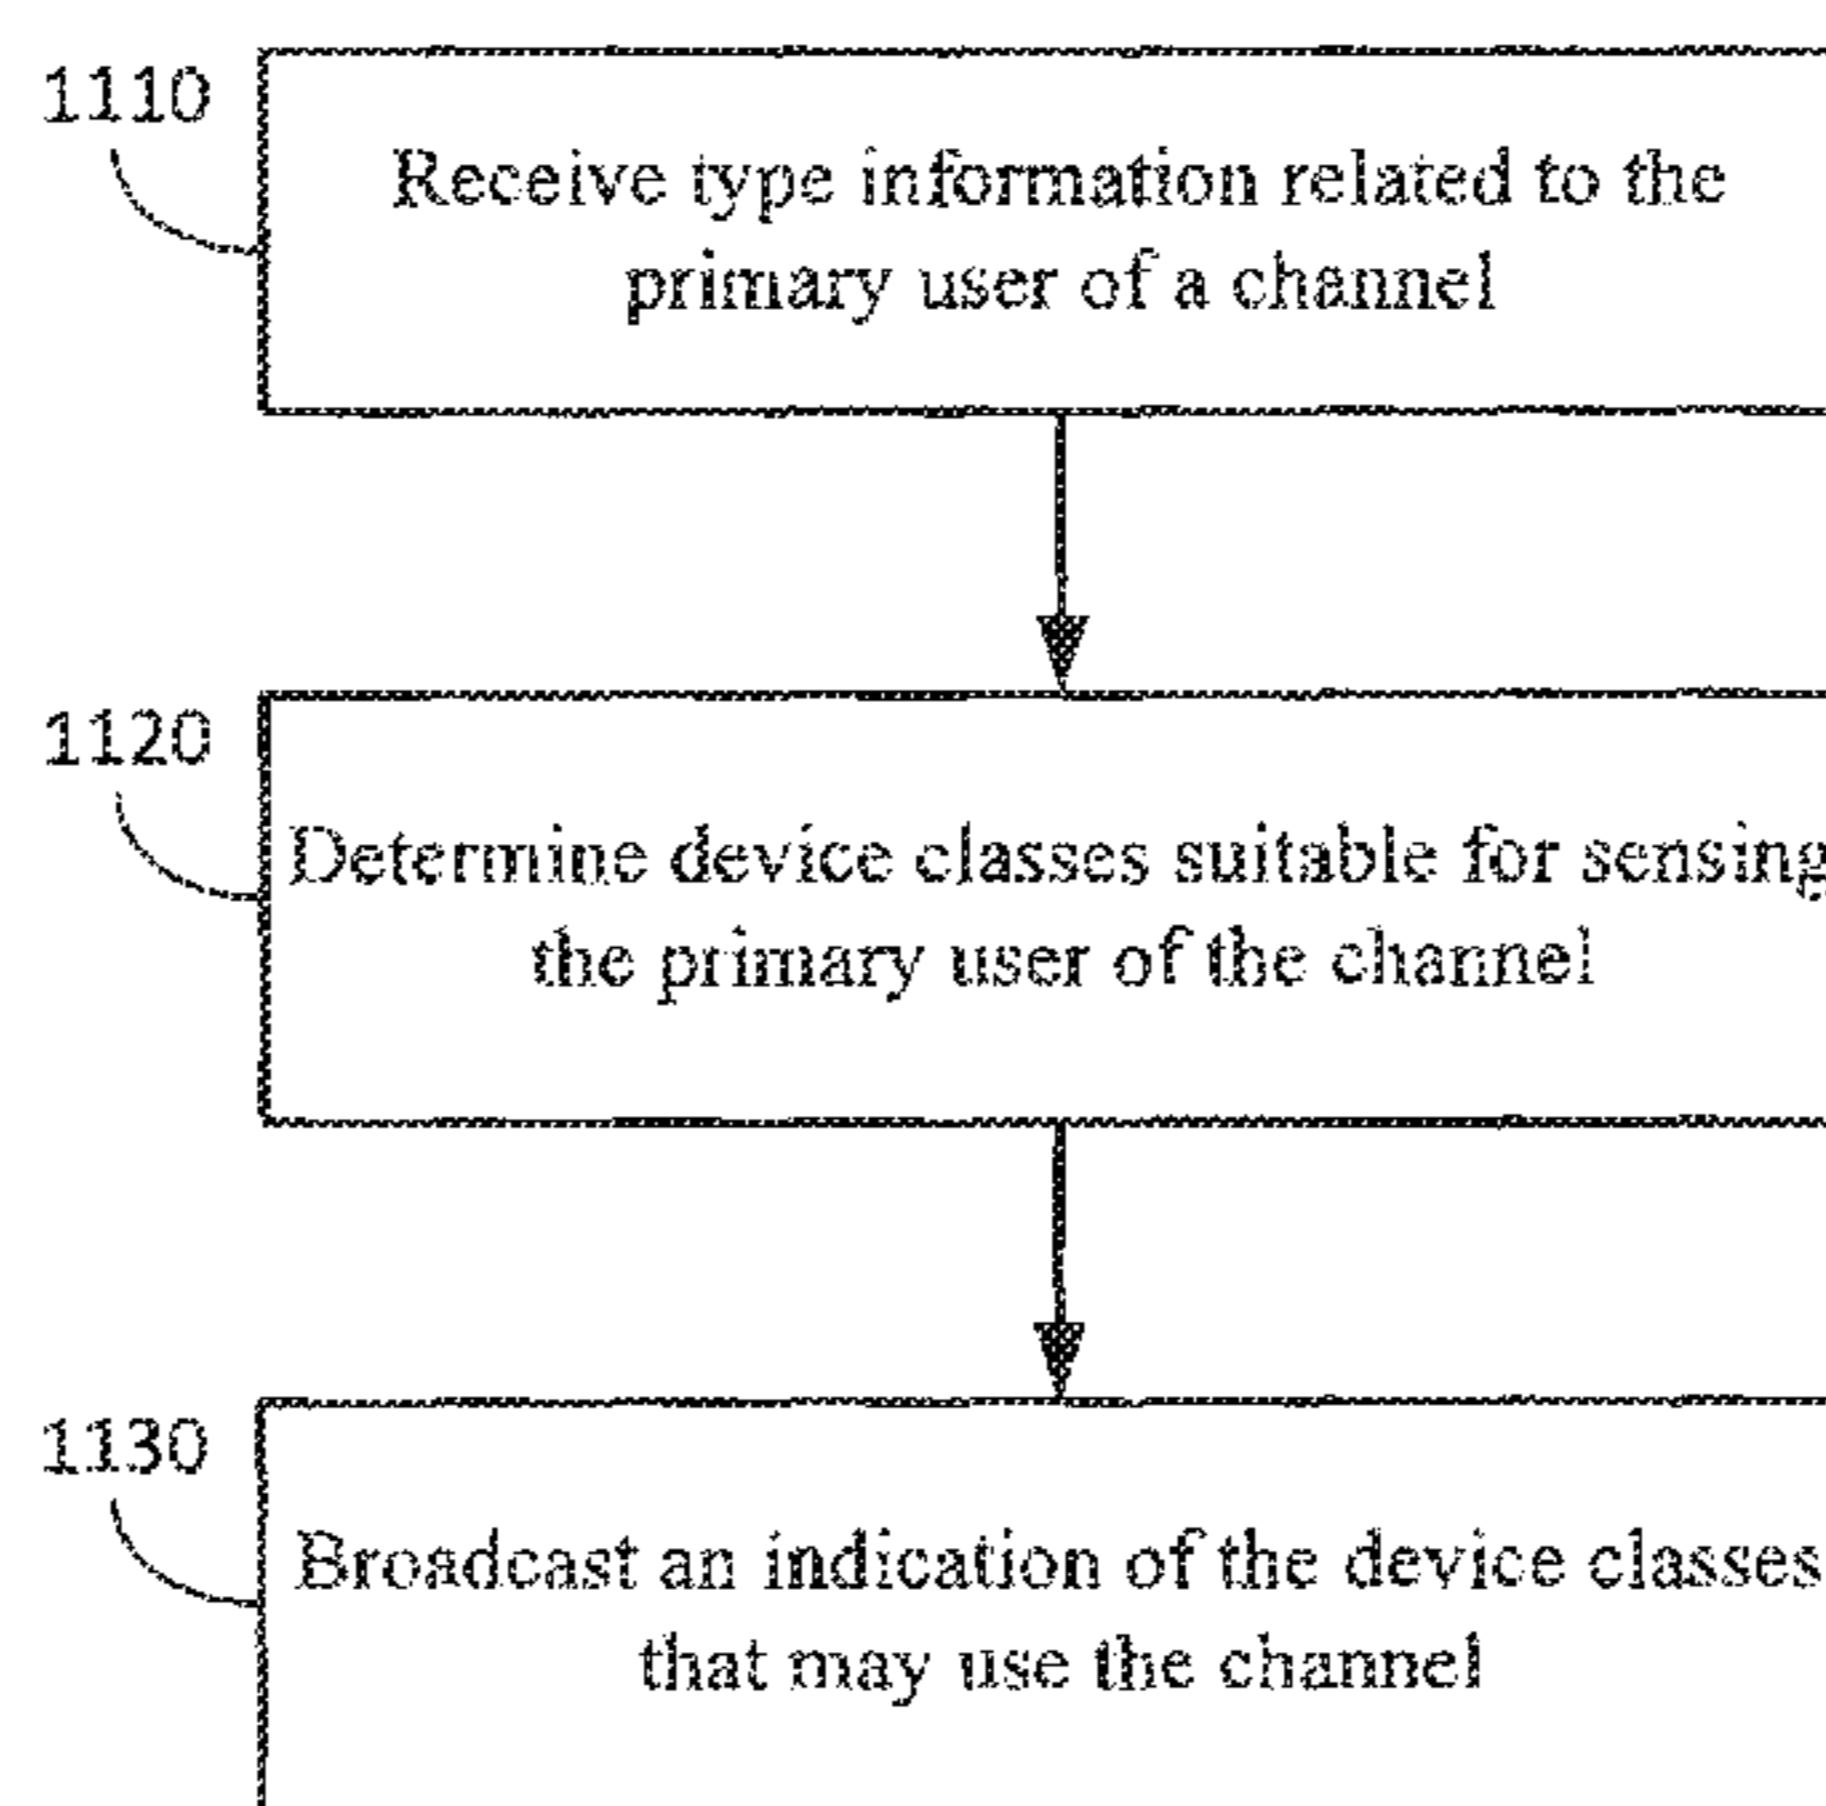 1110
Receive type information related to the
primary user of a channel
1120
Determine device classes suitable for sensing
the primary user of the channel
1130
Broadcast an indication of the device classes
that may use the channel